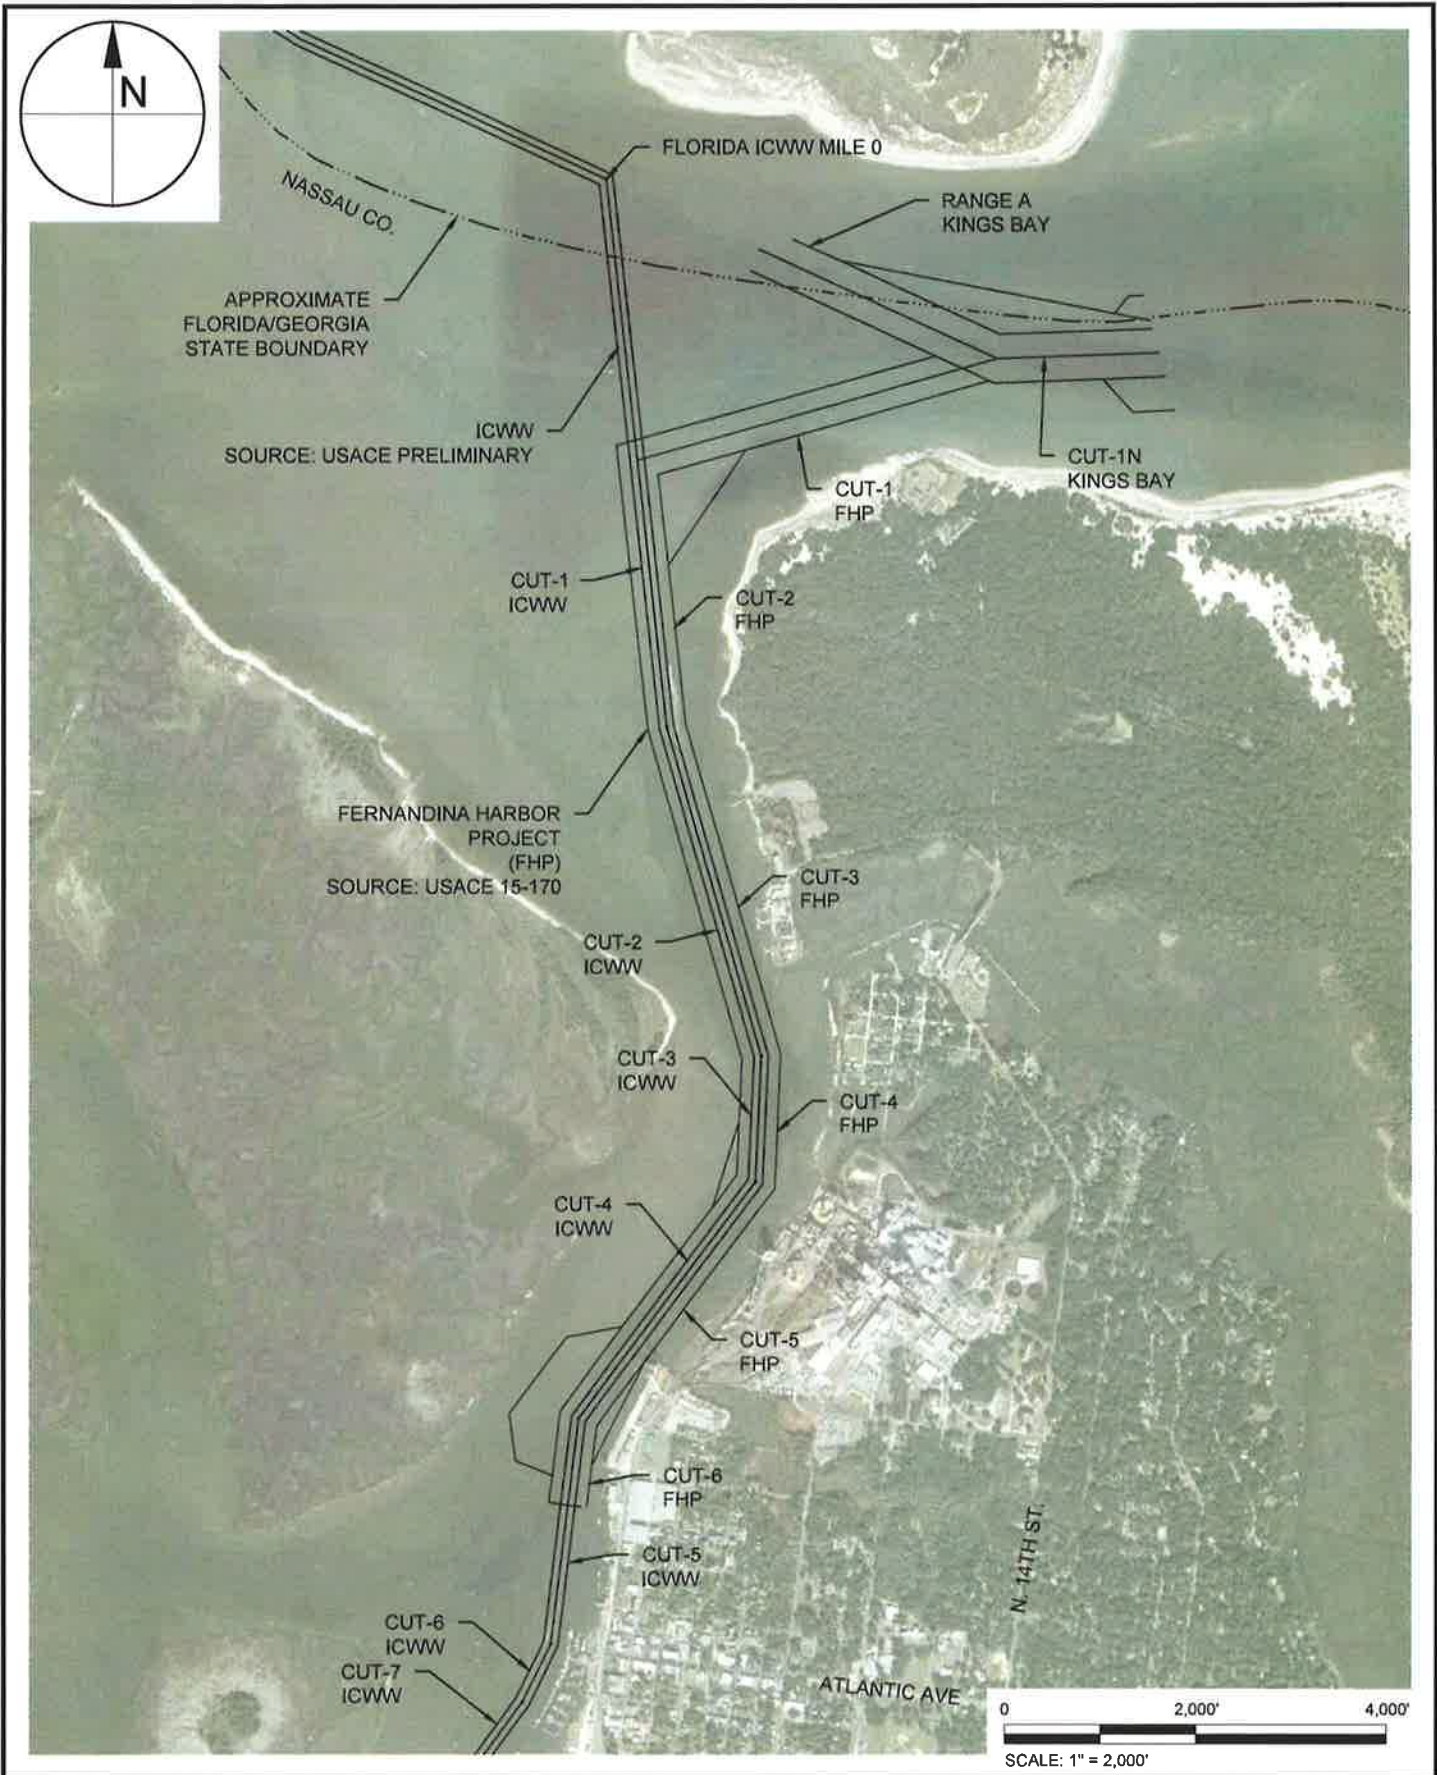 N
FLORIDA ICWW MILE 0
NASSAU CO.
RANGE A
KINGS BAY
APPROXIMATE
FLORIDA/GEORGIA
STATE BOUNDARY
ICWW
SOURCE: USACE PRELIMINARY
CUT-1N
KINGS BAY
CUT-1
FHP
CUT-1
ICWW
CUT-2
FHP
FERNANDINA HARBOR
PROJECT
(FHP)
SOURCE: USACE 15-170
CUT-3
FHP
CUT-2
ICWW
CUT-3
ICWW
CUT-4
FHP
CUT-4
ICWW
CUT-5
FHP
CUT-6
FHP
CUT-5
ICWW
N. 14TH ST.
CUT-6
ICWW
CUT-7
ICWW
ATLANTIC AVE
0 2,000' 4,000'
SCALE: 1" = 2,000'